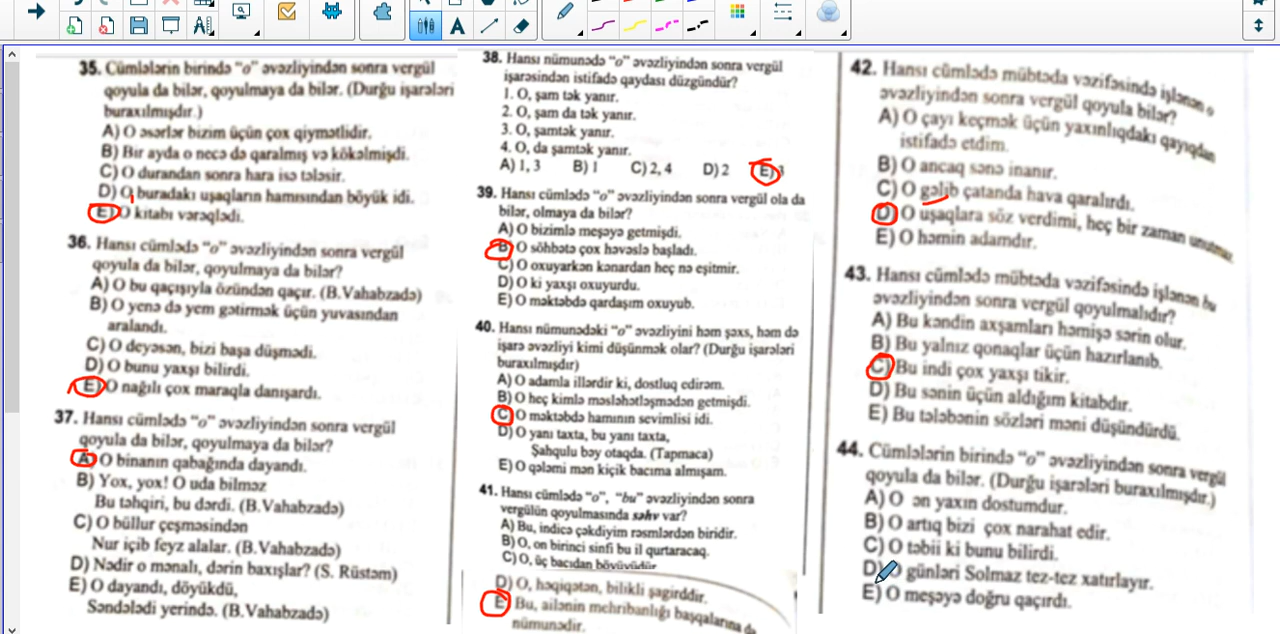 35. Cümlələrin birində "o" əvəzliyindən sonra vergül
qoyula da bilər, qoyulmaya da bilər. (Durğu işarələri
buraxılmışdır.)
A) O əsərlər bizim üçün çox qiymətlidir.
B) Bir ayda o necə də qaralmış və kökəlmişdi.
C) O durandan sonra hara isə tələsir.
D) O, buradakı uşaqların hamısından böyük idi.
E) O kitabı vərəqlədi.
36. Hansı cümlədə "o" əvəzliyindən sonra vergül
qoyula da bilər, qoyulmaya da bilər?
A) O bu qaçışıyla özündən qaçır. (B.Vahabzadə)
B) O yenə də yem gətirmək üçün yuvasından
aralandı.
C) O deyəsən, bizi başa düşmədi.
D) O bunu yaxşı bilirdi.
E) O nağılı çox maraqla danışardı.
37. Hansı cümlədə "o" əvəzliyindən sonra vergül
qoyula da bilər, qoyulmaya da bilər?
A) O binanın qabağında dayandı.
B) Yox, yox! O uda bilməz
Bu təhqiri, bu dərdi. (B.Vahabzadə)
C) O büllur çeşməsindən
Nur içib feyz alalar. (B.Vahabzadə)
D) Nədir o mənalı, dərin baxışlar? (S. Rüstəm)
E) O dayandı, döyükdü,
Səndələdi yerində. (B.Vahabzadə)
38. Hansı nümunədə "o" əvəzliyindən sonra vergül
işarəsindən istifadə qaydası düzgündür?
1. O, şam tək yanır.
2. O, şam da tək yanır.
3. O, şamtək yanır.
4. O, da şamtək yanır.
A) 1, 3 B) 1 C) 2, 4 D) 2 E) 3
39. Hansı cümlədə "o" əvəzliyindən sonra vergül ola da
bilər, olmaya da bilər?
A) O bizimlə meşəyə getmişdi.
B) O söhbətə çox həvəslə başladı.
C) O oxuyarkən kənardan heç nə eşitmir.
D) O ki yaxşı oxuyurdu.
E) O məktəbdə qardaşım oxuyub.
40. Hansı nümunədəki "o" əvəzliyini həm şəxs, həm də
işarə əvəzliyi kimi düşünmək olar? (Durğu işarələri
buraxılmışdır)
A) O adamla illərdir ki, dostluq edirəm.
B) O heç kimlə məsləhətləşmədən getmişdi.
C) O məktəbdə hamının sevimlisi idi.
D) O yanı taxta, bu yanı taxta,
Şahqulu bəy otaqda. (Tapmaca)
E) O qələmi mən kiçik bacıma almışam.
41. Hansı cümlədə "o", "bu" əvəzliyindən sonra
vergülün qoyulmasında səhv var?
A) Bu, indicə çəkdiyim rəsmlərdən biridir.
B) O, on birinci sinfi bu il qurtaracaq.
C) O, üç bacıdan böyüyüdür
D) O, həqiqətən, bilikli şagirddir.
E) Bu, ailənin mehribanlığı başqalarına da
nümunədir.
42. Hansı cümlədə mübtəda vəzifəsində işlənən o
əvəzliyindən sonra vergül qoyula bilər?
A) O çayı keçmək üçün yaxınlıqdakı qayıqdan
istifadə etdim.
B) O ancaq sənə inanır.
C) O gəlib çatanda hava qaralırdı.
D) O uşaqlara söz verdimi, heç bir zaman unutmaz.
E) O həmin adamdır.
43. Hansı cümlədə mübtəda vəzifəsində işlənən bu
əvəzliyindən sonra vergül qoyulmalıdır?
A) Bu kəndin axşamları həmişə sərin olur.
B) Bu yalnız qonaqlar üçün hazırlanıb.
C) Bu indi çox yaxşı tikir.
D) Bu sənin üçün aldığım kitabdır.
E) Bu tələbənin sözləri məni düşündürdü.
44. Cümlələrin birində "o" əvəzliyindən sonra vergül
qoyula da bilər. (Durğu işarələri buraxılmışdır.)
A) O ən yaxın dostumdur.
B) O artıq bizi çox narahat edir.
C) O təbii ki bunu bilirdi.
D) O günləri Solmaz tez-tez xatırlayır.
E) O meşəyə doğru qaçırdı.